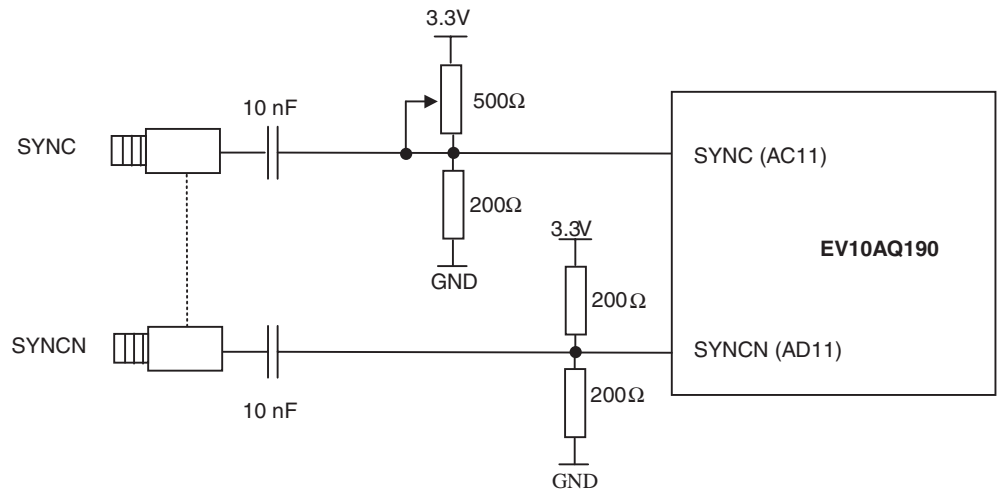 3.3V
500Ω
10 nF
SYNC
SYNC (AC11)
200Ω
3.3V
EV10AQ190
GND
200Ω
SYNCN
SYNCN (AD11)
200Ω
10 nF
GND